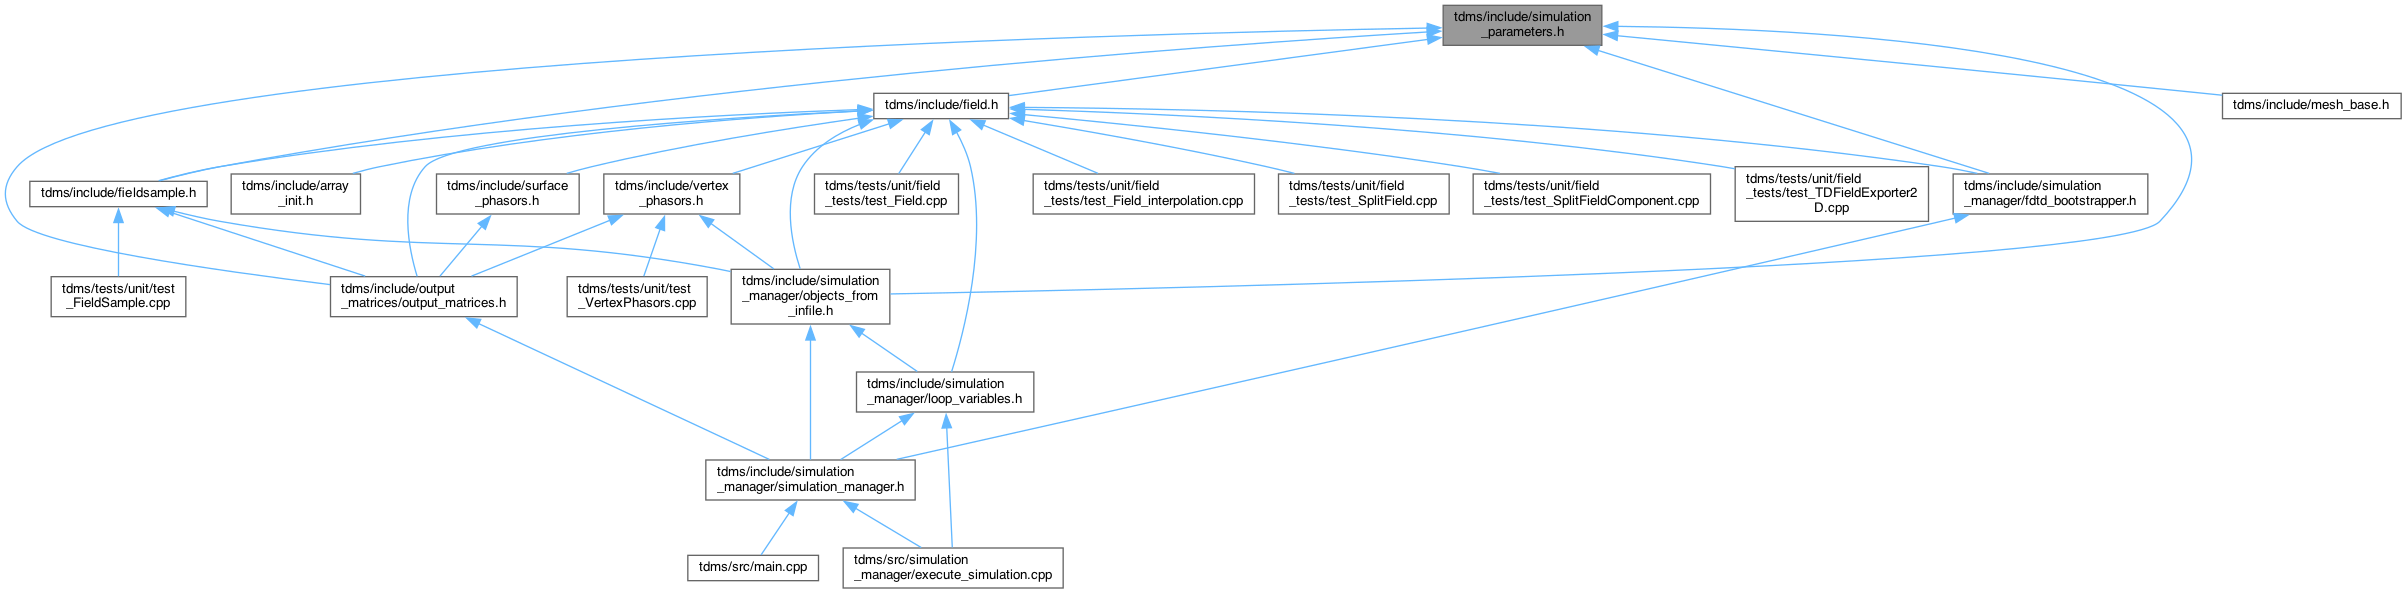 tdms/include/simulation
_parameters.h
tdms/include/field.h
tdms/include/mesh_base.h
tdms/include/fieldsample.h
tdms/include/array
_init.h
tdms/include/surface
_phasors.h
tdms/include/vertex
_phasors.h
tdms/tests/unit/field
_tests/test_Field.cpp
tdms/tests/unit/field
_tests/test_Field_interpolation.cpp
tdms/tests/unit/field
_tests/test_SplitField.cpp
tdms/tests/unit/field
_tests/test_SplitFieldComponent.cpp
tdms/tests/unit/field
_tests/test_TDFieldExporter2
D.cpp
tdms/include/simulation
_manager/fdtd_bootstrapper.h
tdms/tests/unit/test
_FieldSample.cpp
tdms/include/output
_matrices/output_matrices.h
tdms/tests/unit/test
_VertexPhasors.cpp
tdms/include/simulation
_manager/objects_from
_infile.h
tdms/include/simulation
_manager/loop_variables.h
tdms/include/simulation
_manager/simulation_manager.h
tdms/src/main.cpp
tdms/src/simulation
_manager/execute_simulation.cpp